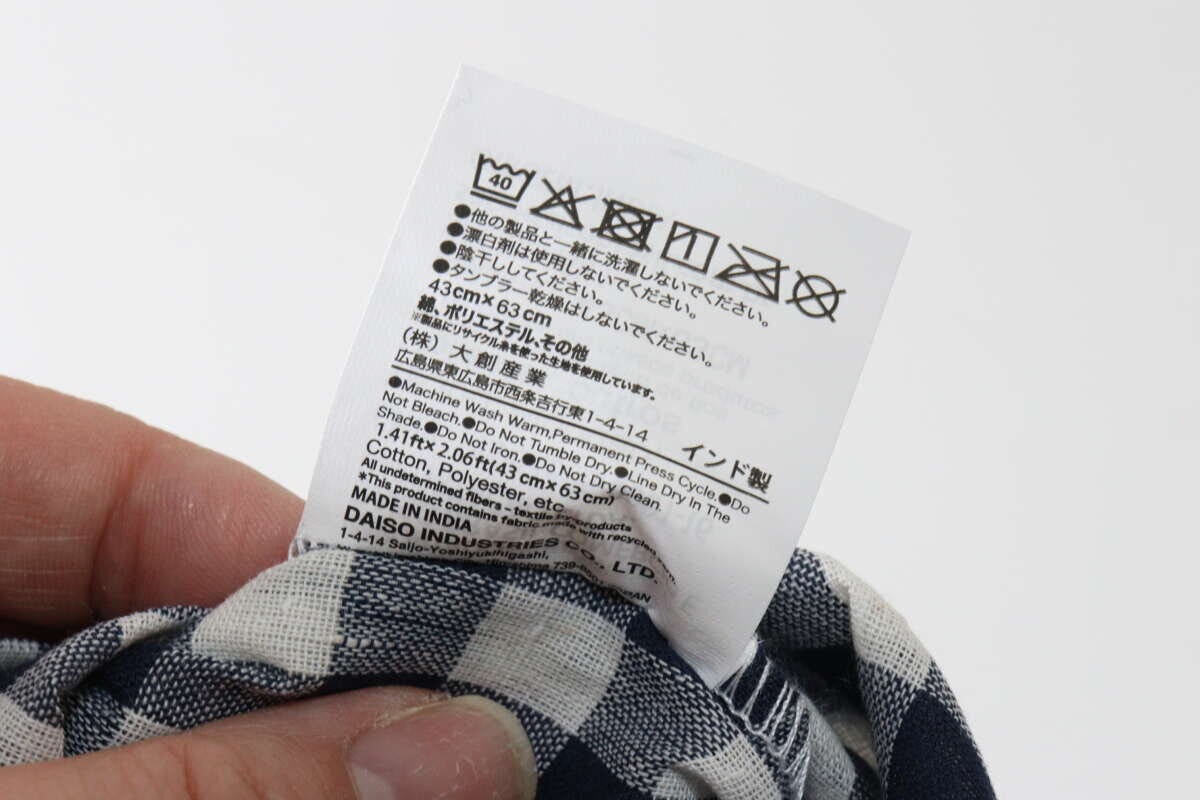 40
●他の製品と一緒に洗濯しないでください。
●漂白剤は使用しないでください。
●陰干ししてください。
●タンブラー乾燥はしないでください。
43cm×63cm
綿、ポリエステル、その他
※製品にリサイクル糸を使った生地を使用しています。
(株) 大創産業
広島県東広島市西条吉行東1-4-14 インド製
●Machine Wash Warm,Permanent Press Cycle.●Do
Not Bleach.●Do Not Tumble Dry.●Line Dry In The
Shade.●Do Not Iron.●Do Not Dry Clean.
1.41ft×2.06ft(43cm×63cm)
Cotton, Polyester, etc.
All undetermined fibers - textile by products
*This product contains fabric made with recycled
MADE IN INDIA
DAISO INDUSTRIES CO., LTD.
1-4-14 Saijo-Yoshiyukihigashi,